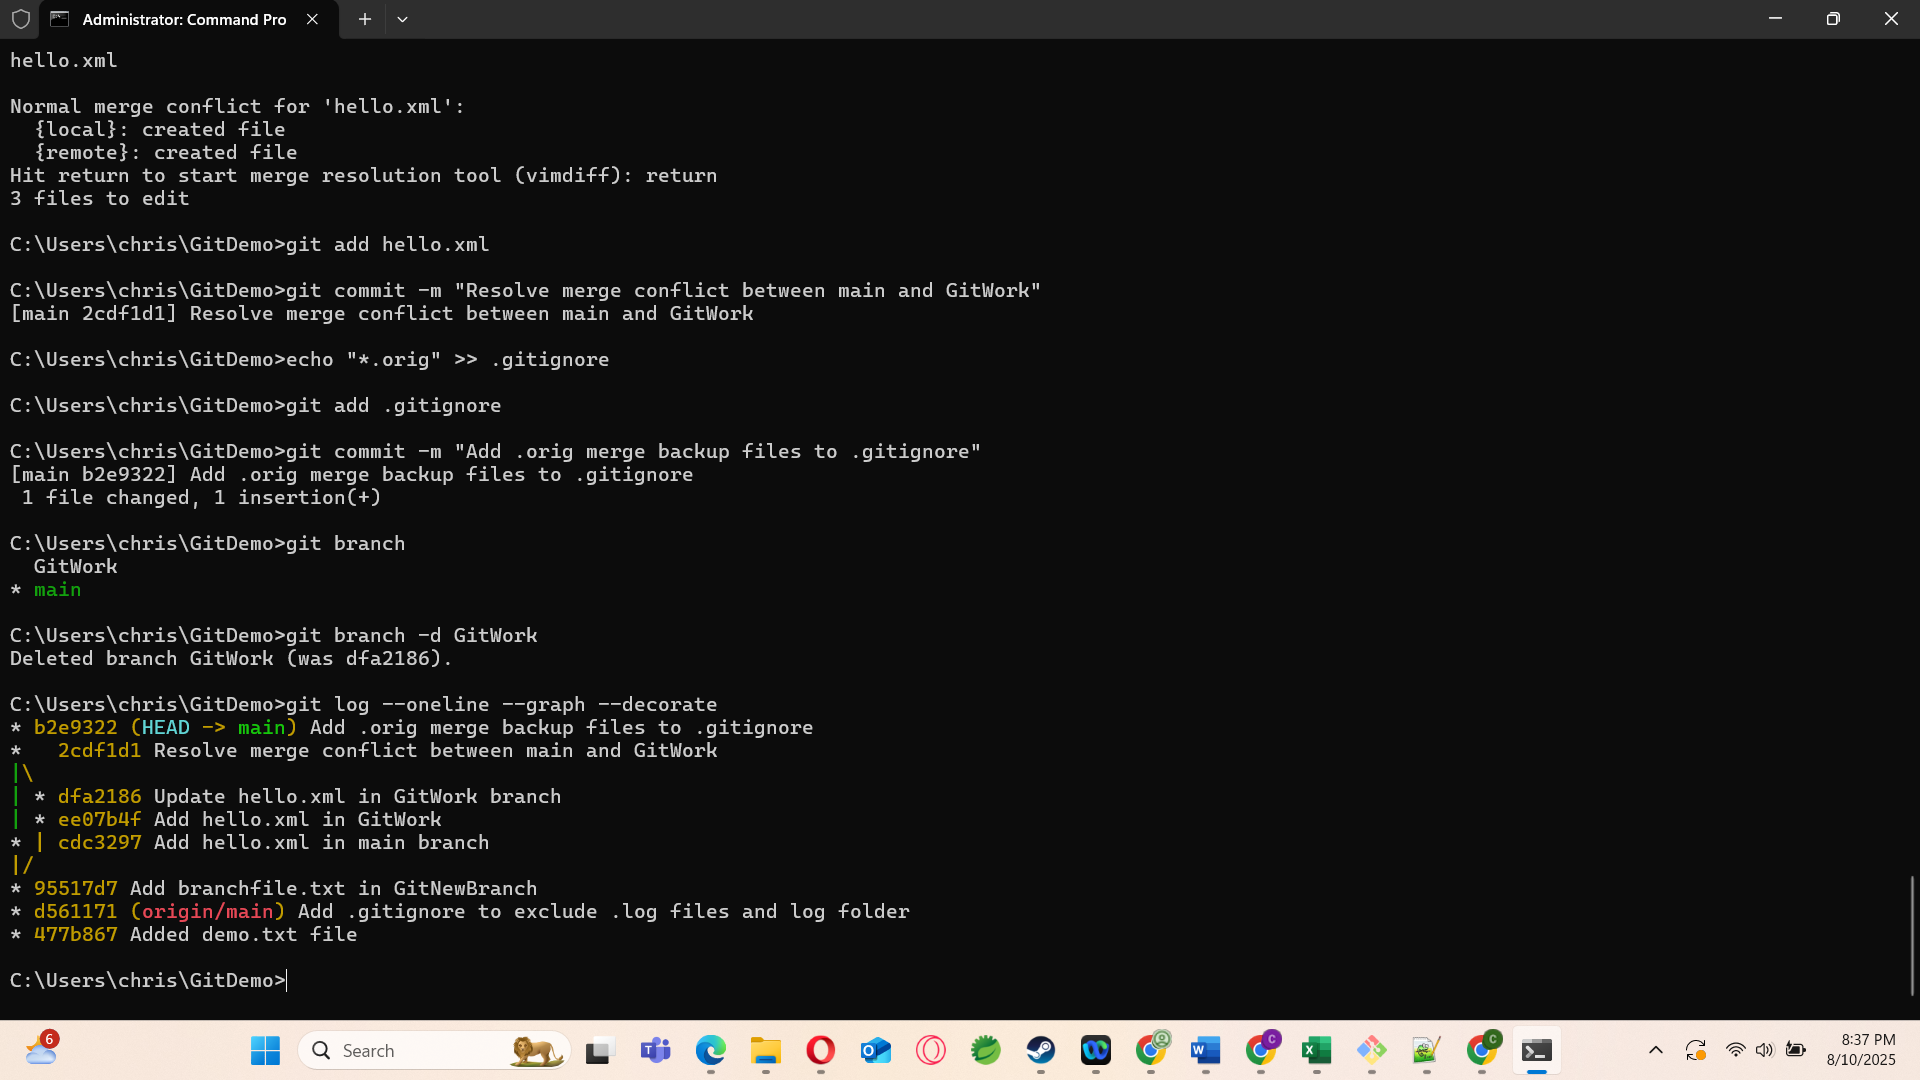 Administrator: Command Pro
hello.xml
Normal merge conflict for 'hello.xml':
  {local}: created file
  {remote}: created file
Hit return to start merge resolution tool (vimdiff): return
3 files to edit
C:\Users\chris\GitDemo>git add hello.xml
C:\Users\chris\GitDemo>git commit -m "Resolve merge conflict between main and GitWork"
[main 2cdf1d1] Resolve merge conflict between main and GitWork
C:\Users\chris\GitDemo>echo "*.orig" >> .gitignore
C:\Users\chris\GitDemo>git add .gitignore
C:\Users\chris\GitDemo>git commit -m "Add .orig merge backup files to .gitignore"
[main b2e9322] Add .orig merge backup files to .gitignore
 1 file changed, 1 insertion(+)
C:\Users\chris\GitDemo>git branch
  GitWork
* main
C:\Users\chris\GitDemo>git branch -d GitWork
Deleted branch GitWork (was dfa2186).
C:\Users\chris\GitDemo>git log --oneline --graph --decorate
* b2e9322 (HEAD -> main) Add .orig merge backup files to .gitignore
*   2cdf1d1 Resolve merge conflict between main and GitWork
|\
| * dfa2186 Update hello.xml in GitWork branch
| * ee07b4f Add hello.xml in GitWork
* | cdc3297 Add hello.xml in main branch
|/
* 95517d7 Add branchfile.txt in GitNewBranch
* d561171 (origin/main) Add .gitignore to exclude .log files and log folder
* 477b867 Added demo.txt file
C:\Users\chris\GitDemo>
6
Search
C
C
8:37 PM
8/10/2025